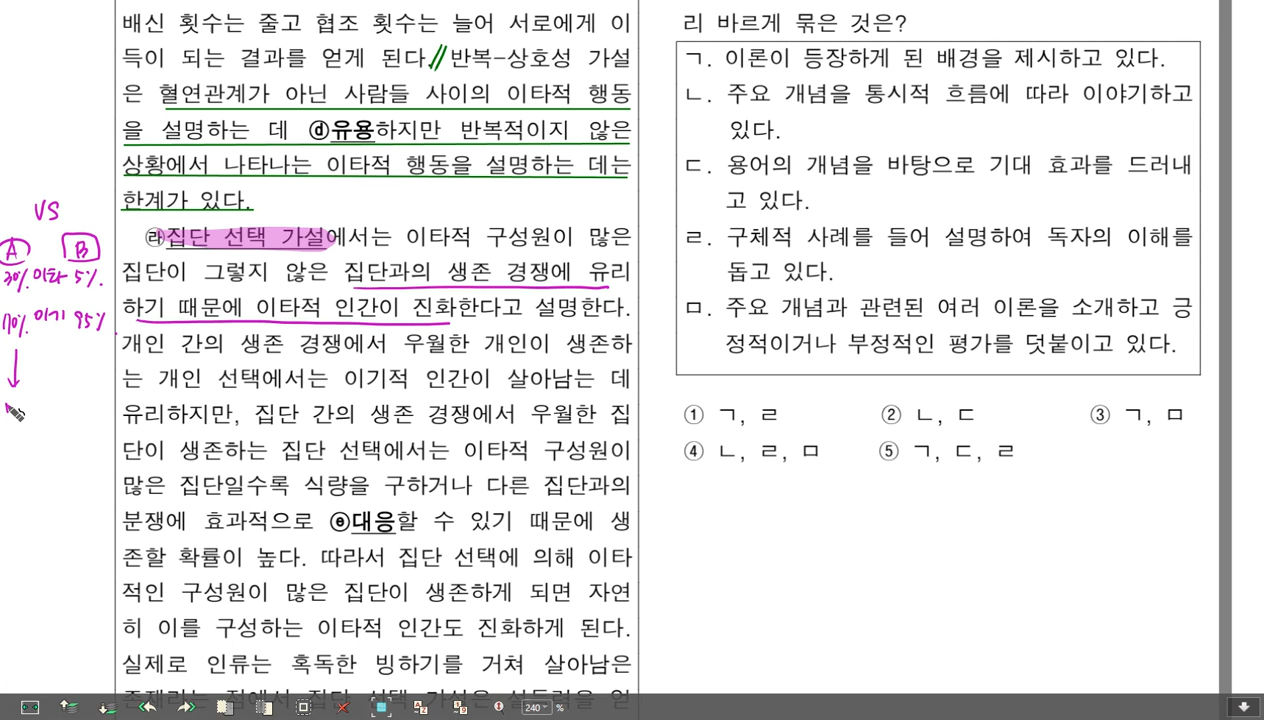 배신 횟수는 줄고 협조 횟수는 늘어 서로에게 이
득이 되는 결과를 얻게 된다. 반복-상호성 가설
은 혈연관계가 아닌 사람들 사이의 이타적 행동
을 설명하는 데 ⓓ유용하지만 반복적이지 않은
상황에서 나타나는 이타적 행동을 설명하는 데는
한계가 있다.
㉣집단 선택 가설에서는 이타적 구성원이 많은
집단이 그렇지 않은 집단과의 생존 경쟁에 유리
하기 때문에 이타적 인간이 진화한다고 설명한다.
개인 간의 생존 경쟁에서 우월한 개인이 생존하
는 개인 선택에서는 이기적 인간이 살아남는 데
유리하지만, 집단 간의 생존 경쟁에서 우월한 집
단이 생존하는 집단 선택에서는 이타적 구성원이
많은 집단일수록 식량을 구하거나 다른 집단과의
분쟁에 효과적으로 ⓔ대응할 수 있기 때문에 생
존할 확률이 높다. 따라서 집단 선택에 의해 이타
적인 구성원이 많은 집단이 생존하게 되면 자연
히 이를 구성하는 이타적 인간도 진화하게 된다.
실제로 인류는 혹독한 빙하기를 거쳐 살아남은
존재라는 점에서 집단 선택 가설은 설득력을 얻
VS
A B
30% 이타 5%.
70% 이기 95%
리 바르게 묶은 것은?
ㄱ. 이론이 등장하게 된 배경을 제시하고 있다.
ㄴ. 주요 개념을 통시적 흐름에 따라 이야기하고
있다.
ㄷ. 용어의 개념을 바탕으로 기대 효과를 드러내
고 있다.
ㄹ. 구체적 사례를 들어 설명하여 독자의 이해를
돕고 있다.
ㅁ. 주요 개념과 관련된 여러 이론을 소개하고 긍
정적이거나 부정적인 평가를 덧붙이고 있다.
① ㄱ, ㄹ ② ㄴ, ㄷ ③ ㄱ, ㅁ
④ ㄴ, ㄹ, ㅁ ⑤ ㄱ, ㄷ, ㄹ
240 %